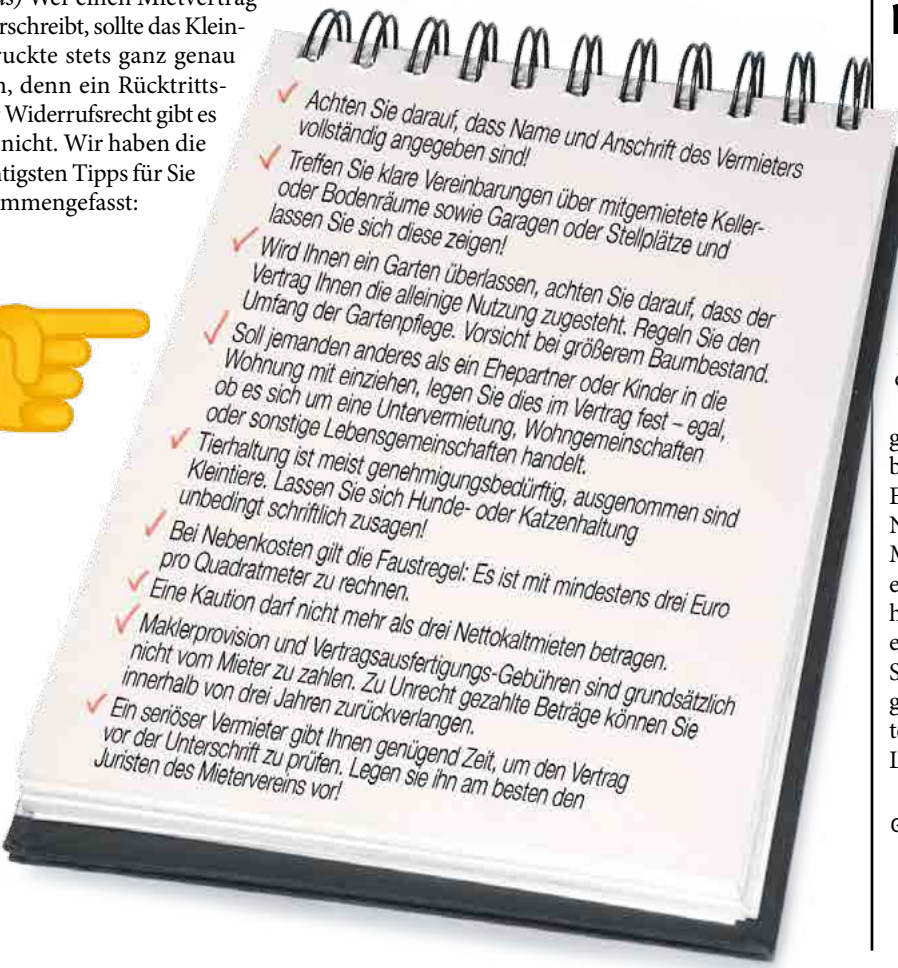 us) Wer einen Mietvertrag
erschreibt, sollte das Klein-
ruckte stets ganz genau
n, denn ein Rücktritts-
Widerrufsrecht gibt es
nicht. Wir haben die
htigsten Tipps für Sie
mmengefasst:
✓ Achten Sie darauf, dass Name und Anschrift des Vermieters
vollständig angegeben sind!
✓ Treffen Sie klare Vereinbarungen über mitgemietete Keller-
oder Bodenräume sowie Garagen oder Stellplätze und
lassen Sie sich diese zeigen!
✓ Wird Ihnen ein Garten überlassen, achten Sie darauf, dass der
Vertrag Ihnen die alleinige Nutzung zugesteht. Regeln Sie den
Umfang der Gartenpflege. Vorsicht bei größerem Baumbestand.
✓ Soll jemanden anderes als ein Ehepartner oder Kinder in die
Wohnung mit einziehen, legen Sie dies im Vertrag fest – egal,
ob es sich um eine Untervermietung, Wohngemeinschaften
oder sonstige Lebensgemeinschaften handelt.
✓ Tierhaltung ist meist genehmigungsbedürftig, ausgenommen sind
Kleintiere. Lassen Sie sich Hunde- oder Katzenhaltung
unbedingt schriftlich zusagen!
✓ Bei Nebenkosten gilt die Faustregel: Es ist mit mindestens drei Euro
pro Quadratmeter zu rechnen.
✓ Eine Kaution darf nicht mehr als drei Nettokaltmieten betragen.
✓ Maklerprovision und Vertragsausfertigungs-Gebühren sind grundsätzlich
nicht vom Mieter zu zahlen. Zu Unrecht gezahlte Beträge können Sie
innerhalb von drei Jahren zurückverlangen.
✓ Ein seriöser Vermieter gibt Ihnen genügend Zeit, um den Vertrag
vor der Unterschrift zu prüfen. Legen sie ihn am besten den
Juristen des Mietervereins vor!